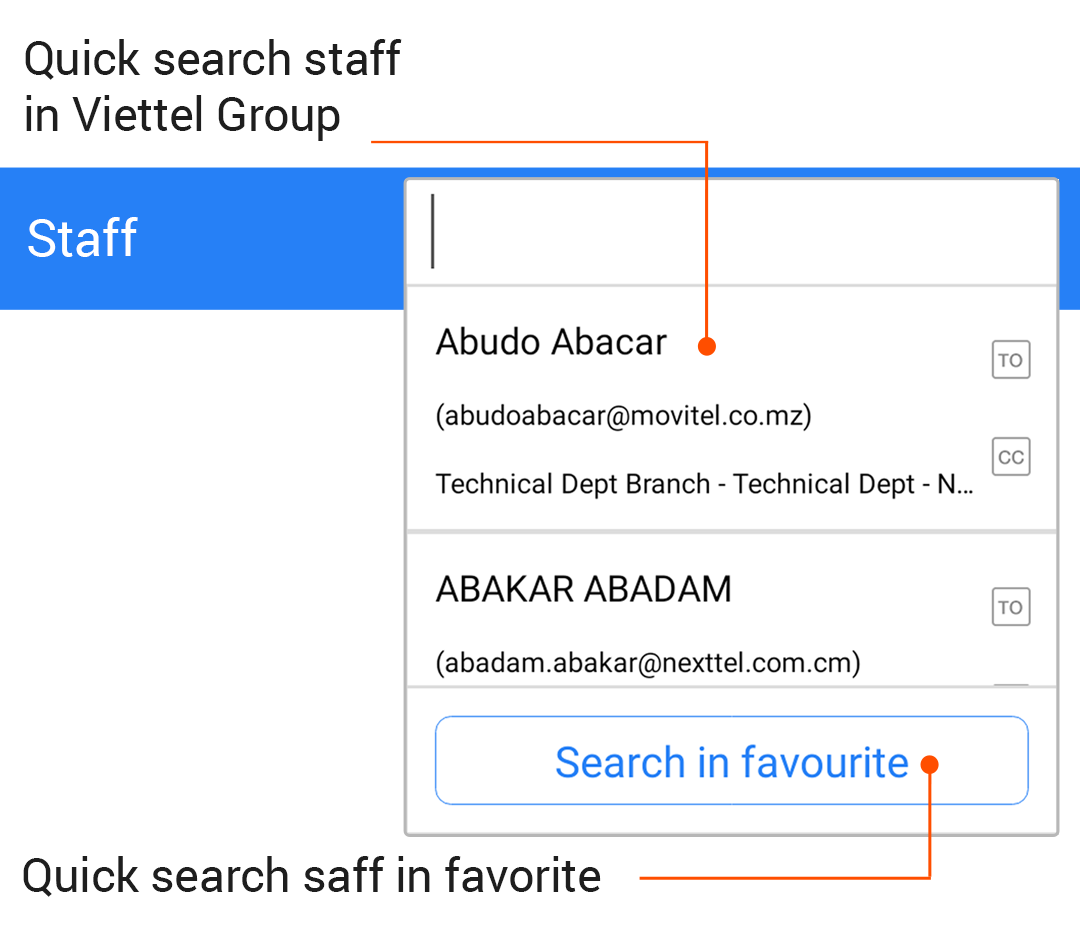 Quick search staff
in Viettel Group
Staff
Abudo Abacar
TO
(abudoabacar@movitel.co.mz)
CC
Technical Dept Branch - Technical Dept - N...
ABAKAR ABADAM
TO
(abadam.abakar@nexttel.com.cm)
Search in favourite
Quick search saff in favorite